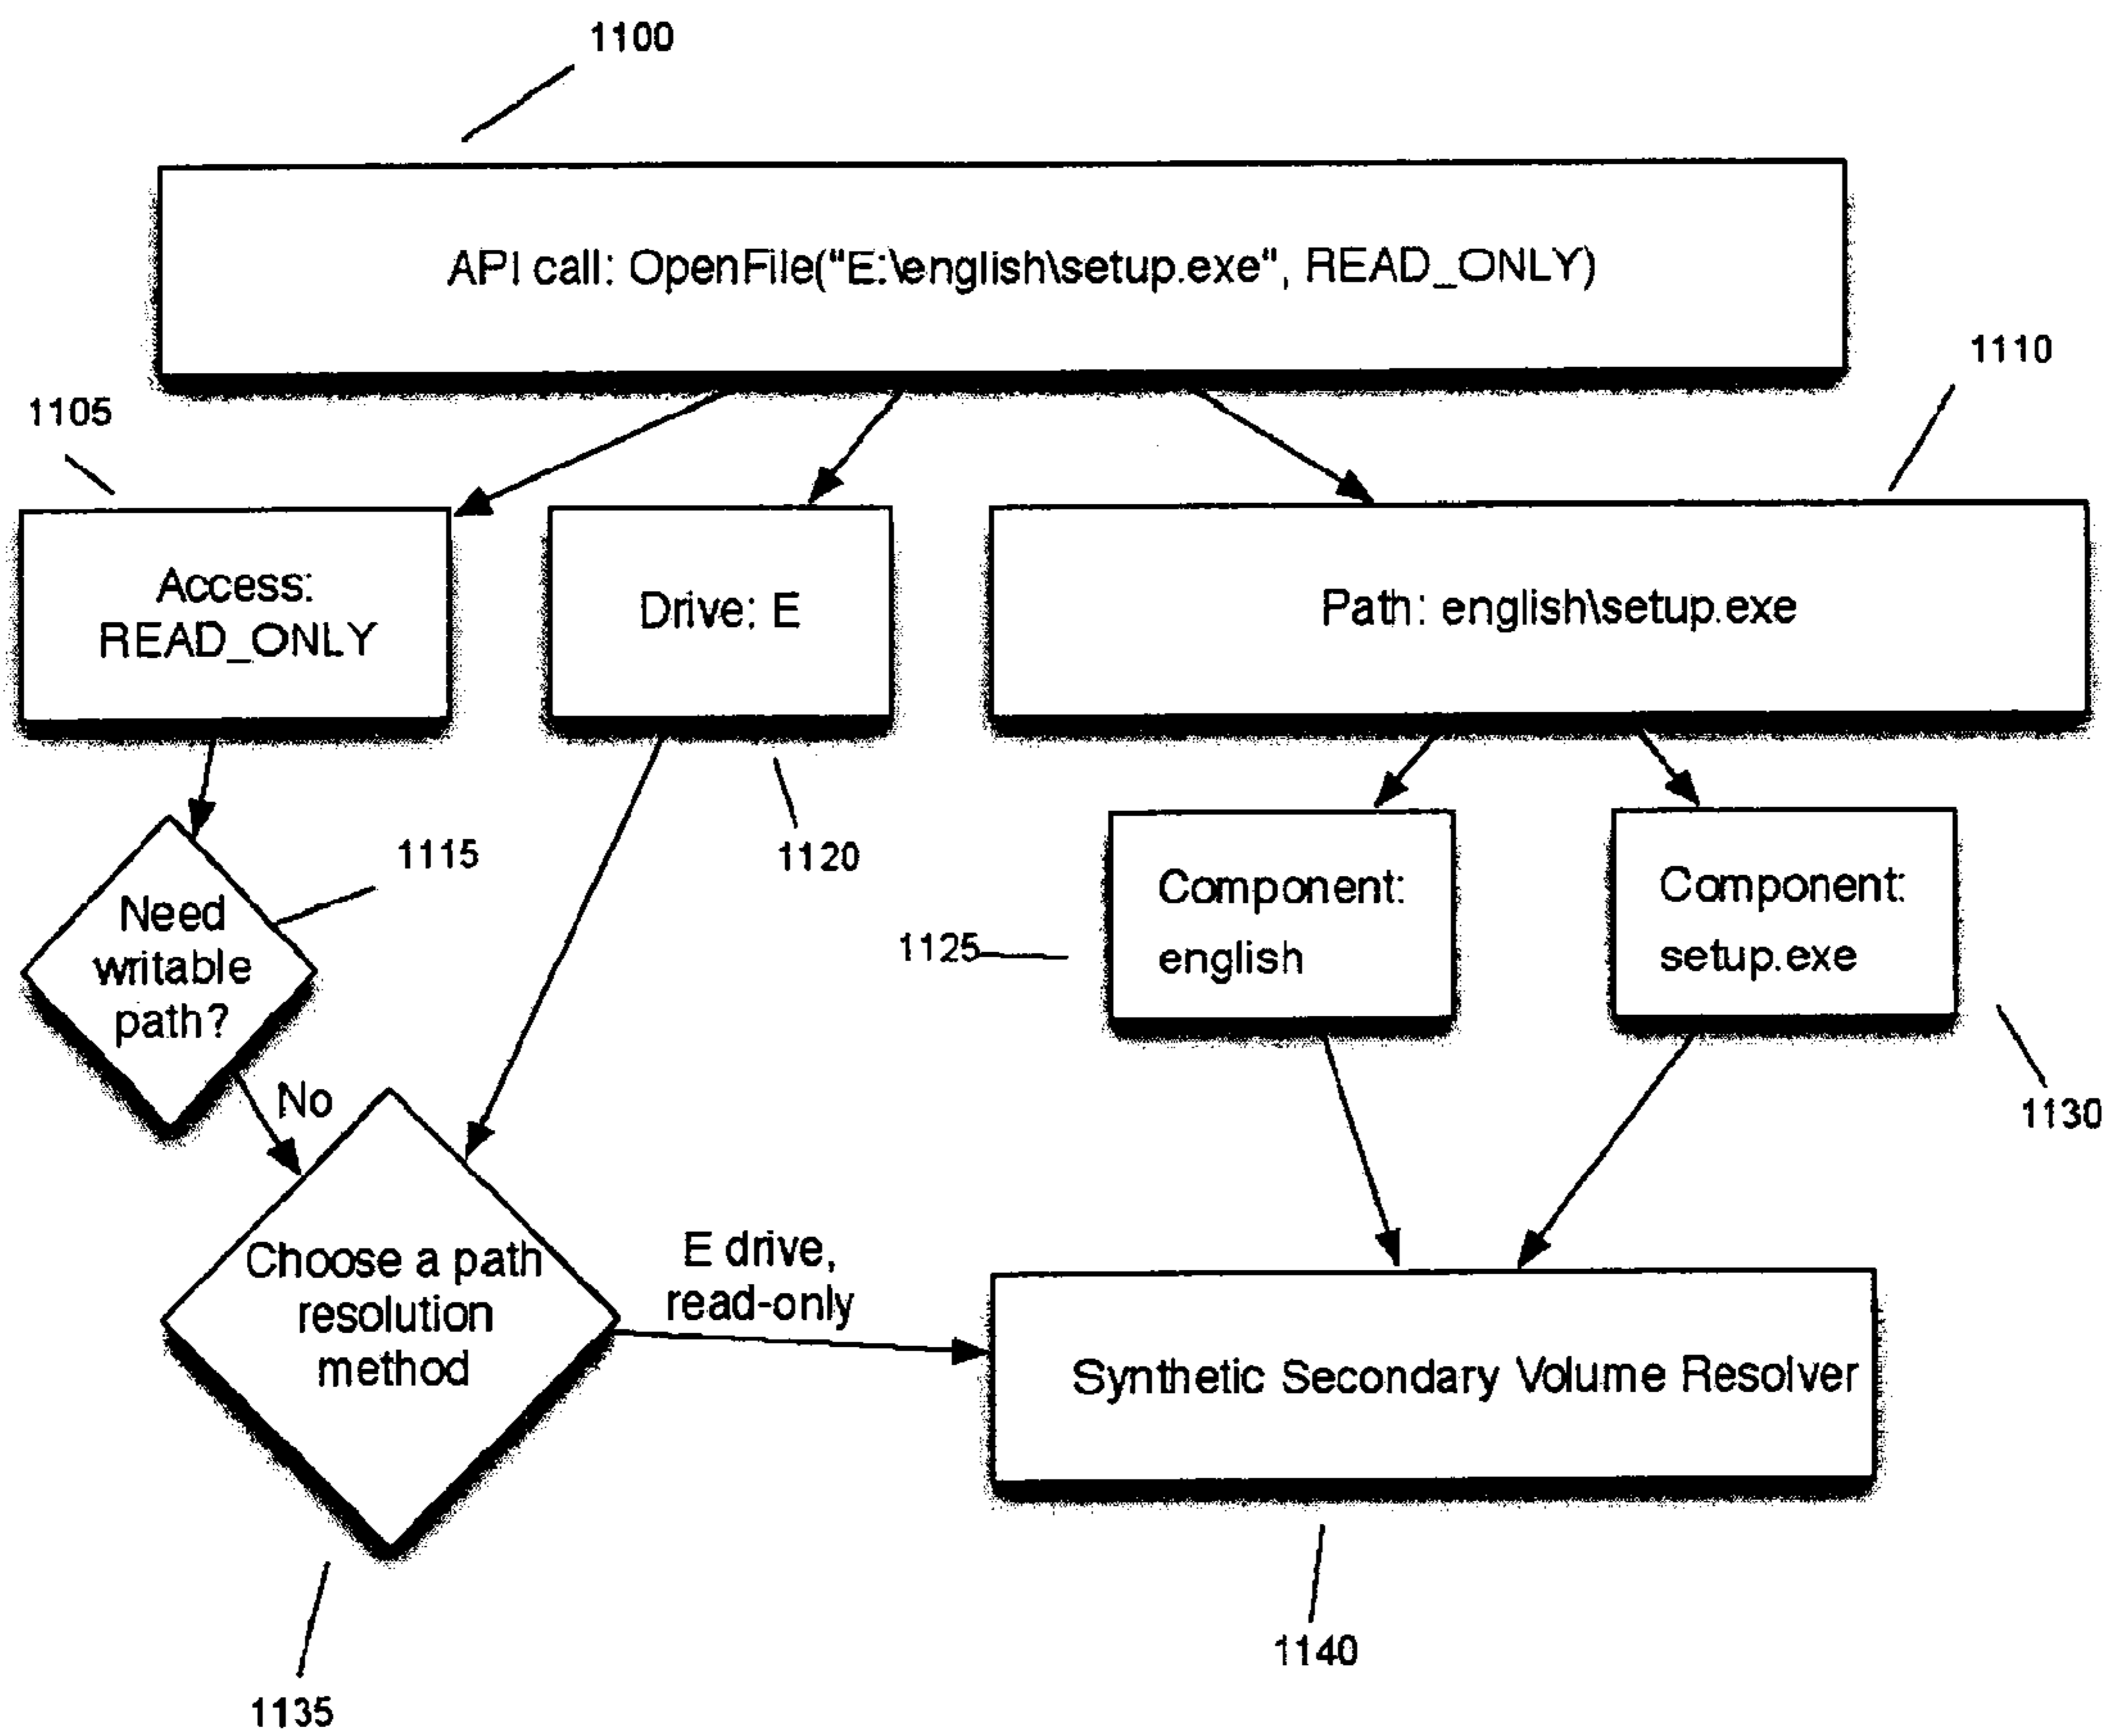 1100
API call: OpenFile("E:\english\setup.exe", READ_ONLY)
1110
1105
Access:
READ_ONLY
Drive: E
Path: english\setup.exe
1115
1120
Need
writable
path?
Component:
english
1125
Component:
setup.exe
1130
No
Choose a path
resolution
method
E drive,
read-only
Synthetic Secondary Volume Resolver
1140
1135